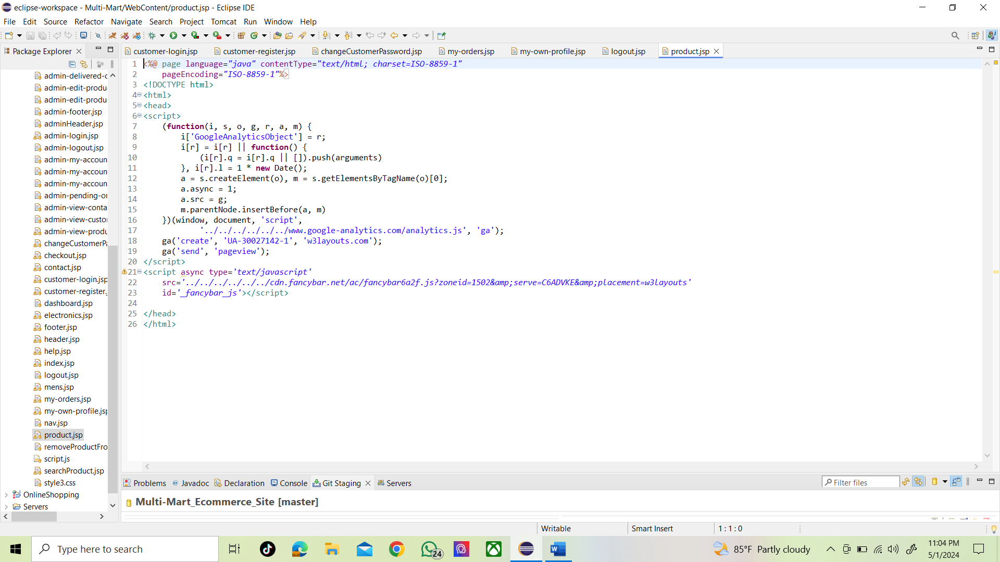 eclipse-workspace - Multi-Mart/WebContent/product.jsp - Eclipse IDE
File Edit Source Refactor Navigate Search Project Tomcat Run Window Help
Package Explorer
customer-login.jsp customer-register.jsp changeCustomerPassword.jsp my-orders.jsp my-own-profile.jsp logout.jsp product.jsp
admin-delivered-c
admin-edit-produ
admin-edit-produ
admin-footer.jsp
adminHeader.jsp
admin-login.jsp
admin-logout.jsp
admin-my-accoun
admin-my-accoun
admin-my-accoun
admin-pending-or
admin-view-conta
admin-view-custo
admin-view-produ
changeCustomerPa
checkout.jsp
contact.jsp
customer-login.jsp
customer-register.
dashboard.jsp
electronics.jsp
footer.jsp
header.jsp
help.jsp
index.jsp
logout.jsp
mens.jsp
my-orders.jsp
my-own-profile.jsp
nav.jsp
product.jsp
removeProductFro
script.js
searchProduct.jsp
style3.css
OnlineShopping
Servers
1 <%@ page language="java" contentType="text/html; charset=ISO-8859-1"
2 pageEncoding="ISO-8859-1"%>
3 <!DOCTYPE html>
4 <html>
5 <head>
6 <script>
7 (function(i, s, o, g, r, a, m) {
8 i['GoogleAnalyticsObject'] = r;
9 i[r] = i[r] || function() {
10 (i[r].q = i[r].q || []).push(arguments)
11 }, i[r].l = 1 * new Date();
12 a = s.createElement(o), m = s.getElementsByTagName(o)[0];
13 a.async = 1;
14 a.src = g;
15 m.parentNode.insertBefore(a, m)
16 })(window, document, 'script',
17 '../../../../../../www.google-analytics.com/analytics.js', 'ga');
18 ga('create', 'UA-30027142-1', 'w3layouts.com');
19 ga('send', 'pageview');
20 </script>
21 <script async type='text/javascript'
22 src='../../../../../../cdn.fancybar.net/ac/fancybar6a2f.js?zoneid=1502&amp;serve=C6ADVKE&amp;placement=w3layouts'
23 id='_fancybar_js'></script>
24
25 </head>
26 </html>
Problems @ Javadoc Declaration Console Git Staging Servers
Filter files
Multi-Mart_Ecommerce_Site [master]
Writable Smart Insert 1 : 1 : 0
Type here to search
24
85°F Partly cloudy
11:04 PM
5/1/2024